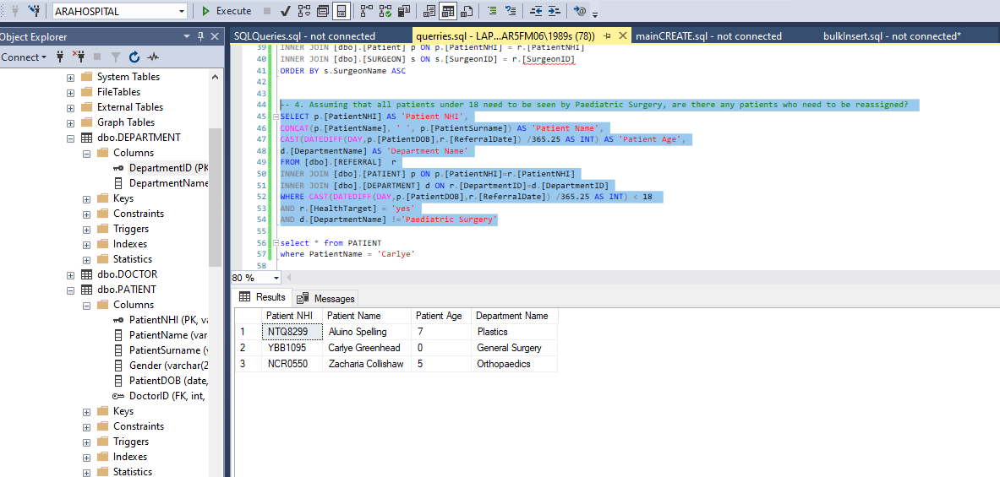 ARAHOSPITAL
Execute
Object Explorer
Connect
System Tables
FileTables
External Tables
Graph Tables
dbo.DEPARTMENT
Columns
DepartmentID (PK
DepartmentName
Keys
Constraints
Triggers
Indexes
Statistics
dbo.DOCTOR
dbo.PATIENT
Columns
PatientNHI (PK, va
PatientName (var
PatientSurname (v
Gender (varchar(2
PatientDOB (date,
DoctorID (FK, int,
Keys
Constraints
Triggers
Indexes
Statistics
SQLQueries.sql - not connected
querries.sql - LAP...AR5FM06\1989s (78))
mainCREATE.sql - not connected
bulkInsert.sql - not connected*
39 INNER JOIN [dbo].[Patient] p ON p.[PatientNHI] = r.[PatientNHI]
40 INNER JOIN [dbo].[SURGEON] s ON s.[SurgeonID] = r.[SurgeonID]
41 ORDER BY s.SurgeonName ASC
42
43
44 -- 4. Assuming that all patients under 18 need to be seen by Paediatric Surgery, are there any patients who need to be reassigned?
45 SELECT p.[PatientNHI] AS 'Patient NHI',
46 CONCAT(p.[PatientName], ' ', p.[PatientSurname]) AS 'Patient Name',
47 CAST(DATEDIFF(DAY,p.[PatientDOB],r.[ReferralDate]) /365.25 AS INT) AS 'Patient Age',
48 d.[DepartmentName] AS 'Department Name'
49 FROM [dbo].[REFERRAL] r
50 INNER JOIN [dbo].[PATIENT] p ON p.[PatientNHI]=r.[PatientNHI]
51 INNER JOIN [dbo].[DEPARTMENT] d ON r.[DepartmentID]=d.[DepartmentID]
52 WHERE CAST(DATEDIFF(DAY,p.[PatientDOB],r.[ReferralDate]) /365.25 AS INT) < 18
53 AND r.[HealthTarget] = 'yes'
54 AND d.[DepartmentName] !='Paediatric Surgery'
55
56 select * from PATIENT
57 where PatientName = 'Carlye'
58
80 %
Results Messages
Patient NHI Patient Name Patient Age Department Name
1 NTQ8299 Aluino Spelling 7 Plastics
2 YBB1095 Carlye Greenhead 0 General Surgery
3 NCR0550 Zacharia Collishaw 5 Orthopaedics